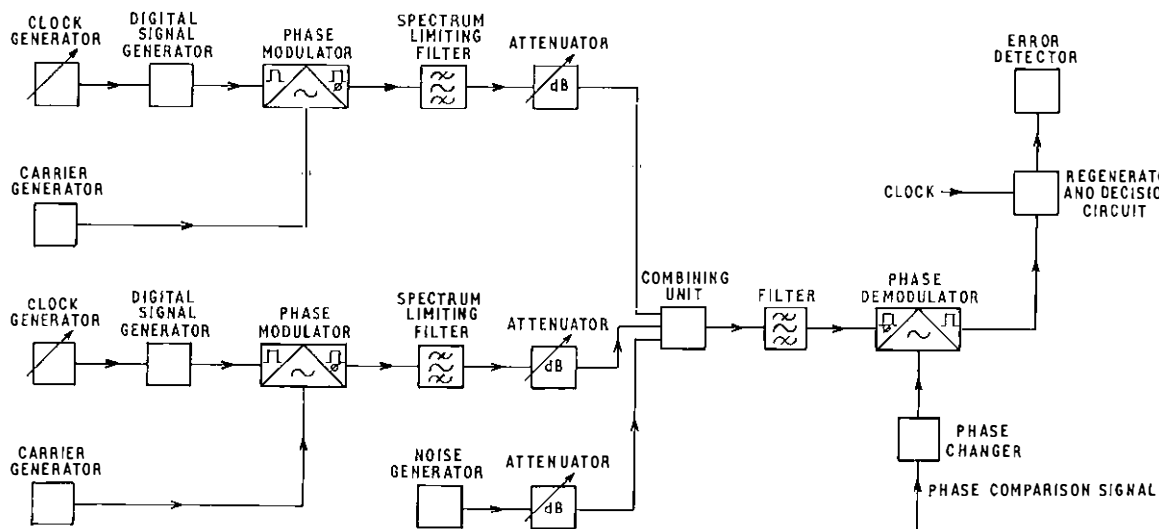 CLOCK
GENERATOR
DIGITAL
SIGNAL
GENERATOR
PHASE
MODULATOR
SPECTRUM
LIMITING
FILTER
ATTENUATOR
dB
ERROR
DETECTOR
CARRIER
GENERATOR
CLOCK
REGENERATO
AND DECISIO
CIRCUIT
CLOCK
GENERATOR
DIGITAL
SIGNAL
GENERATOR
PHASE
MODULATOR
SPECTRUM
LIMITING
FILTER
ATTENUATOR
dB
COMBINING
UNIT
FILTER
PHASE
DEMODULATOR
CARRIER
GENERATOR
NOISE
GENERATOR
ATTENUATOR
dB
PHASE
CHANGER
PHASE COMPARISON SIGNAL